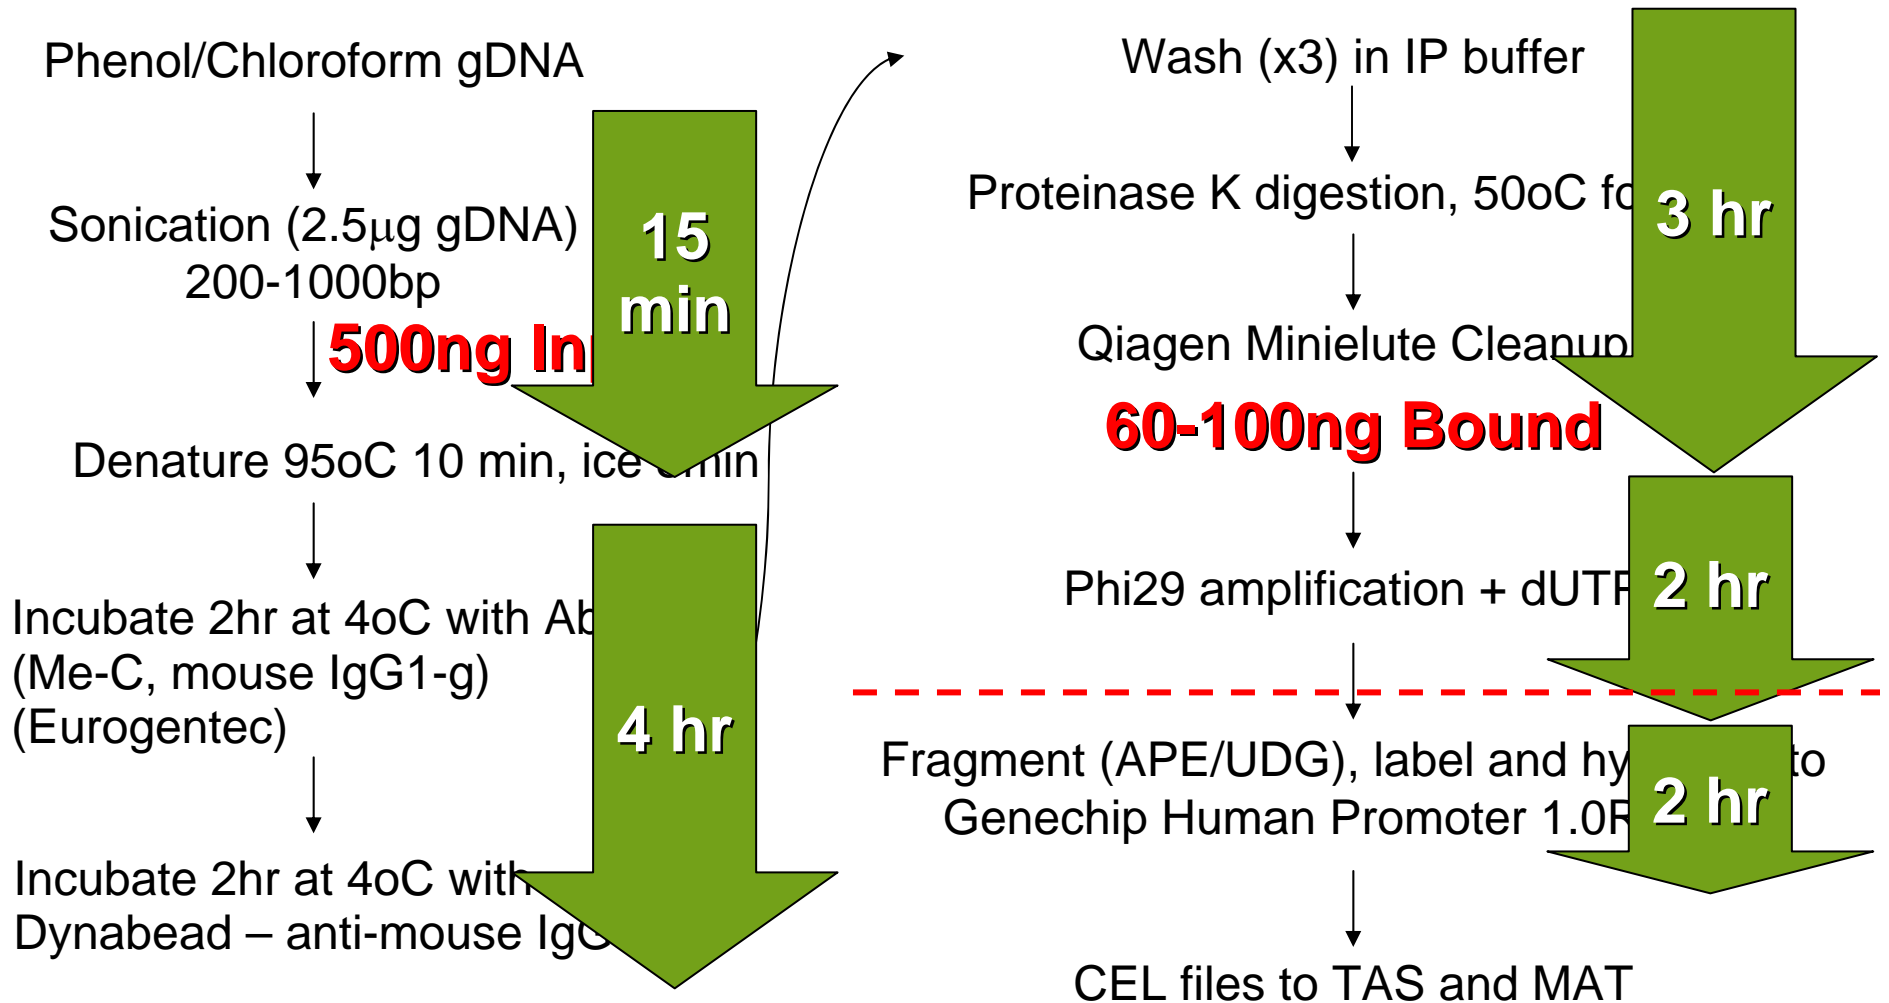 Phenol/Chloroform gDNA
Sonication (2.5μg gDNA)
200-1000bp
500ng
Denature 95oC 10 min, ice
Incubate 2hr at 4oC with Ab
(Me-C, mouse IgG1-g)
(Eurogentec)
Incubate 2hr at 4oC with
Dynabead – anti-mouse IgG
15
min
4 hr
Wash (x3) in IP buffer
Proteinase K digestion, 50oC
Qiagen Minielute Cleanup
60-100ng Bound
Phi29 amplification + dUTP
Fragment (APE/UDG), label and to
Genechip Human Promoter 1.0R
CEL files to TAS and MAT
3 hr
2 hr
2 hr